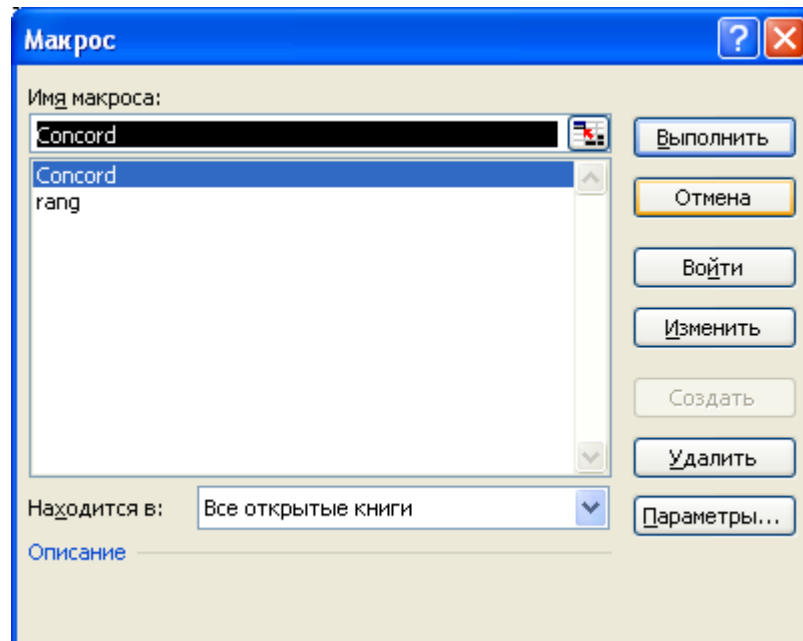 Макрос
Имя макроса:
Concord
Concord
rang
Выполнить
Отмена
Войти
Изменить
Создать
Удалить
Параметры...
Находится в:
Все открытые книги
Описание